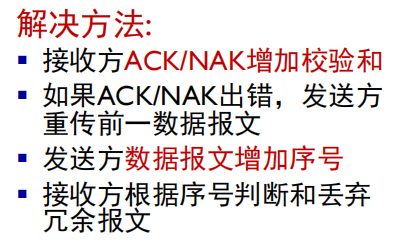 解决方法:
▪ 接收方ACK/NAK增加校验和
▪ 如果ACK/NAK出错，发送方
重传前一数据报文
▪ 发送方数据报文增加序号
▪ 接收方根据序号判断和丢弃
冗余报文